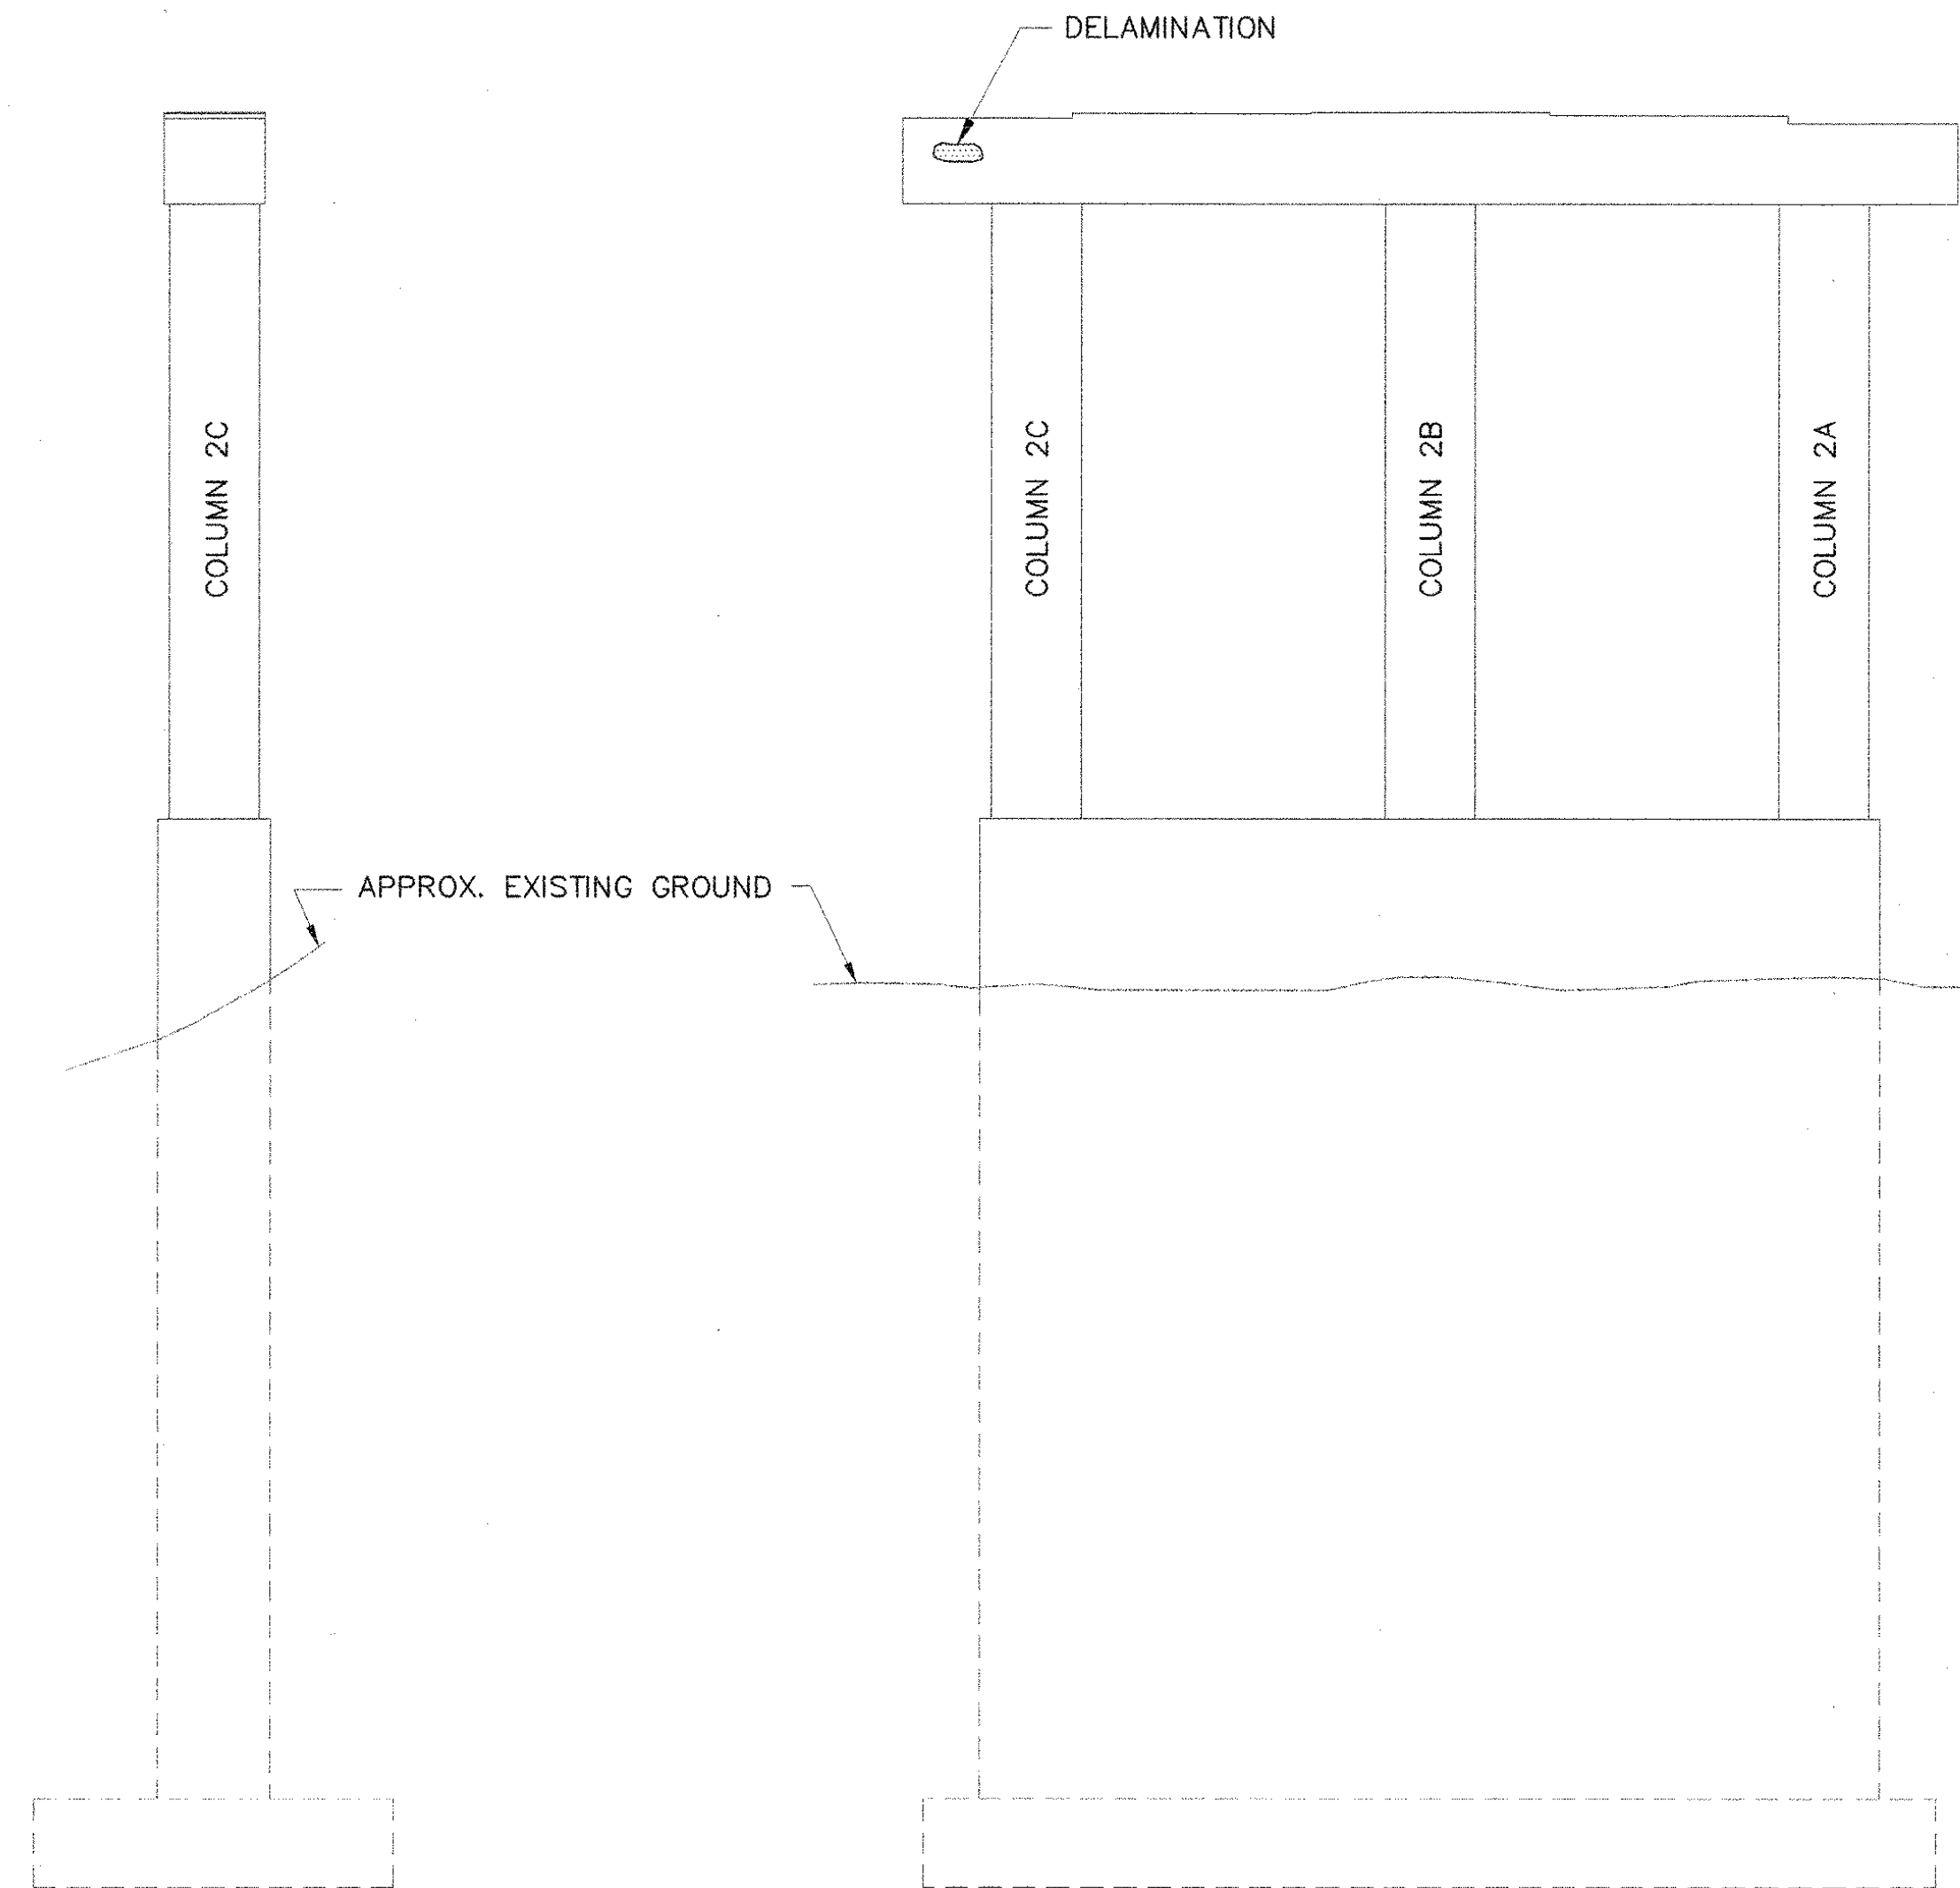 DELAMINATION
COLUMN 2C
COLUMN 2C
COLUMN 2B
COLUMN 2A
APPROX. EXISTING GROUND